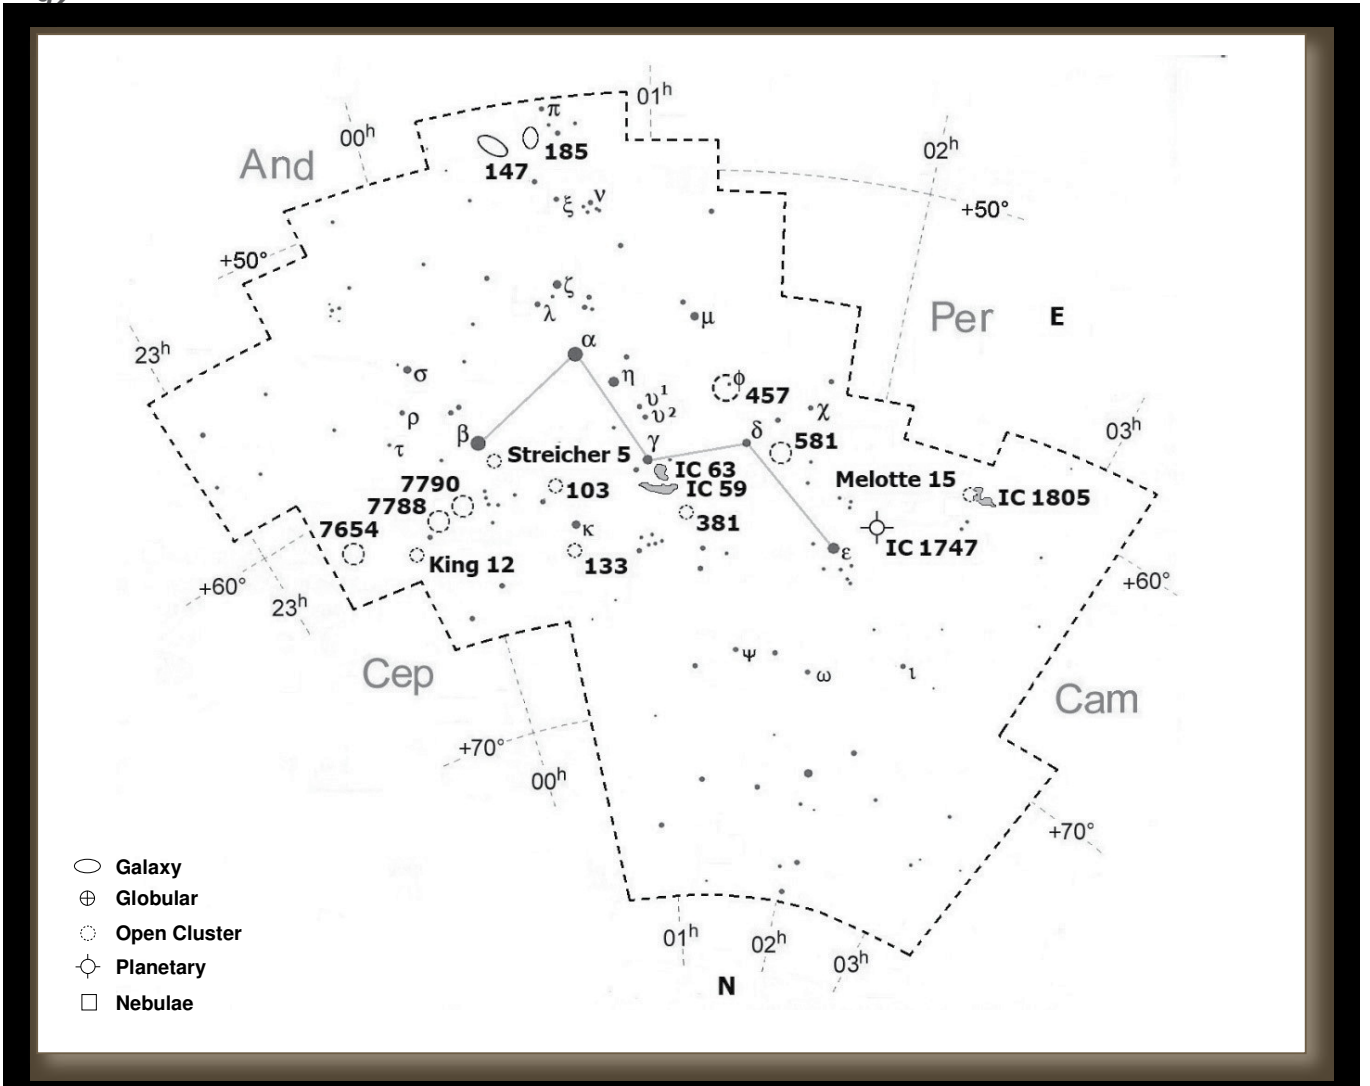 π
01ʰ
00ʰ
02ʰ
And
185
147
ξ
ν
+50°
+50°
ζ
λ
μ
Per
E
α
23ʰ
σ
η
ϕ
457
υ¹
υ²
ρ
χ
β
γ
δ
581
03ʰ
τ
Streicher 5
IC 63
Melotte 15
7790
103
IC 59
IC 1805
7788
381
7654
κ
IC 1747
King 12
133
ε
+60°
+60°
23ʰ
Cep
ψ
ω
ι
Cam
+70°
00ʰ
+70°
Galaxy
Globular
Open Cluster
01ʰ
02ʰ
03ʰ
Planetary
N
Nebulae